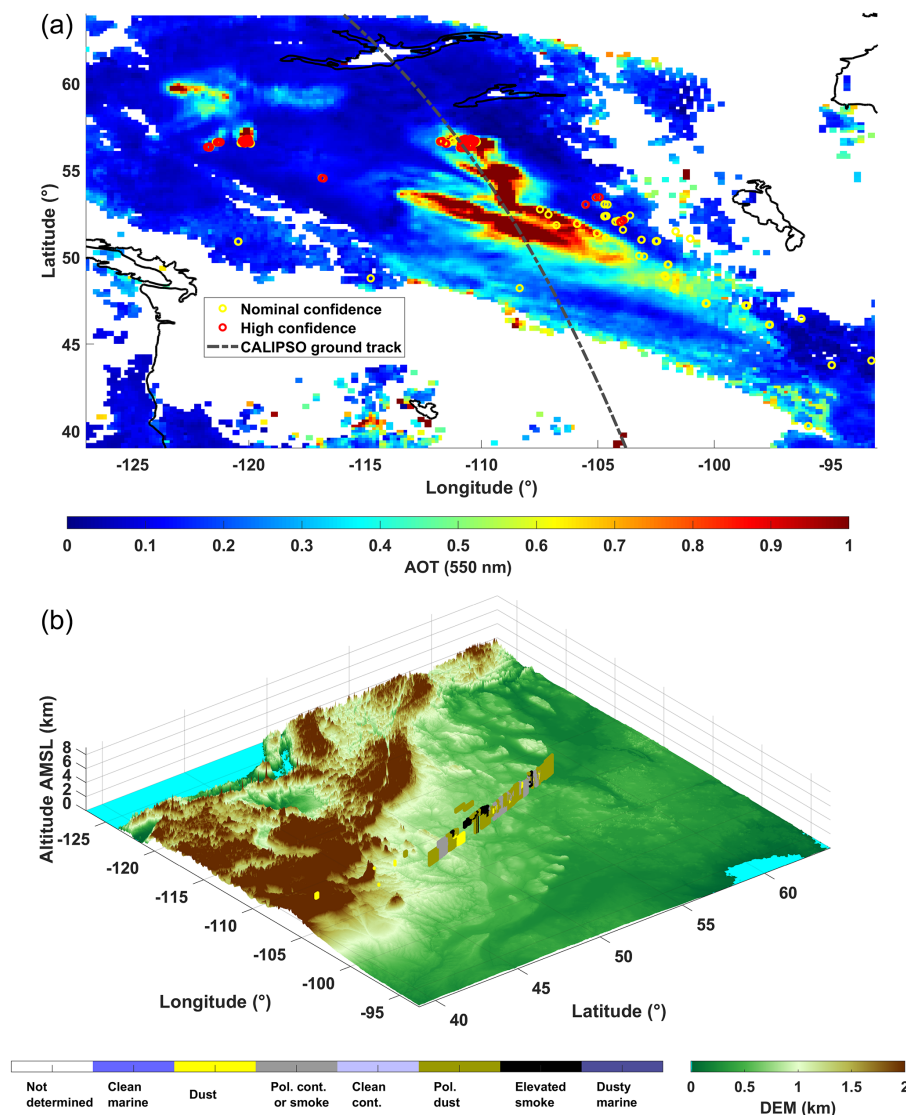 (a)
60
55
50
45
40
Latitude (°)
Nominal confidence
High confidence
CALIPSO ground track
-125
-120
-115
-110
-105
-100
-95
Longitude (°)
0
0.1
0.2
0.3
0.4
0.5
0.6
0.7
0.8
0.9
1
AOT (550 nm)
(b)
Altitude AMSL (km)
8
6
4
2
0
-125
-120
-115
-110
-105
-100
-95
Longitude (°)
40
45
50
55
60
Latitude (°)
Not determined
Clean marine
Dust
Pol. cont. or smoke
Clean cont.
Pol. dust
Elevated smoke
Dusty marine
0
0.5
1
1.5
2
DEM (km)